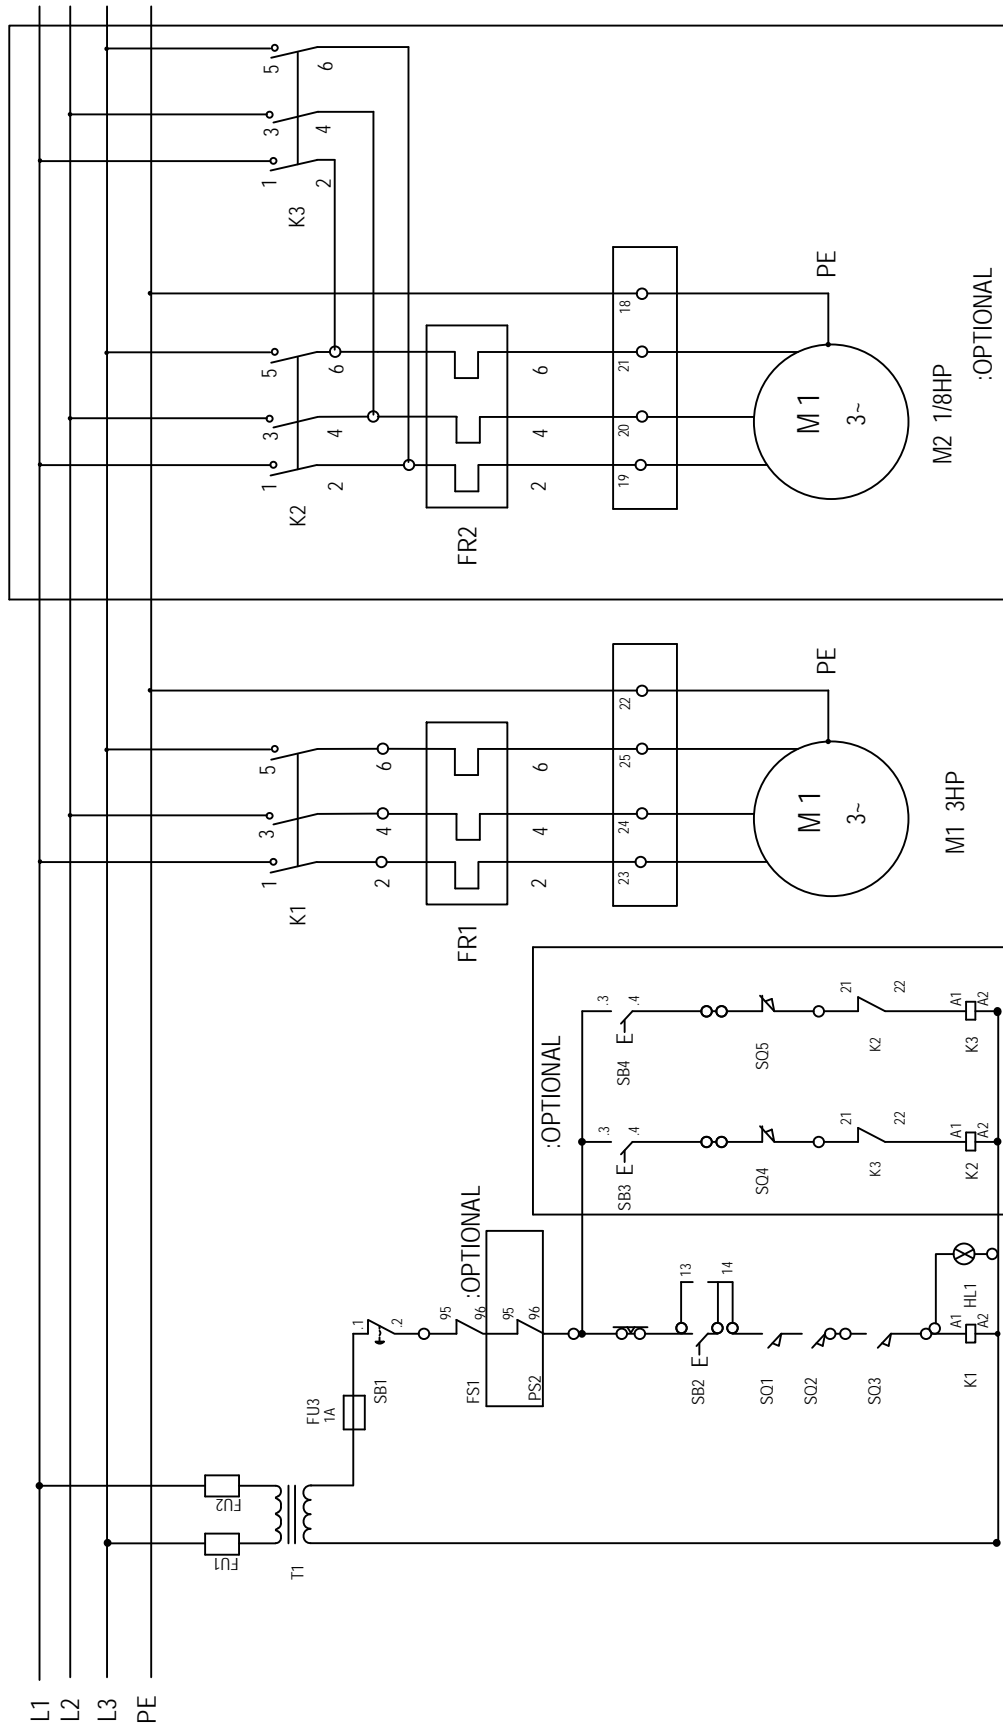 L1
L2
L3
PE
FU1
FU2
T1
FU3
1A
SB1
.1
.2
FS1
95
96
:OPTIONAL
PS2
95
96
SB2
13
14
SQ1
SQ2
SQ3
K1
A1
A2
HL1
:OPTIONAL
SB3
.3
.4
SQ4
K3
21
22
K2
A1
A2
SB4
.3
.4
SQ5
K2
21
22
K3
A1
A2
K1
1
3
5
2
4
6
FR1
2
4
6
23
24
25
22
M 1
3~
PE
M1 3HP
K2
1
3
5
2
4
6
FR2
2
4
6
19
20
21
18
M 1
3~
PE
M2 1/8HP
:OPTIONAL
K3
1
3
5
2
4
6